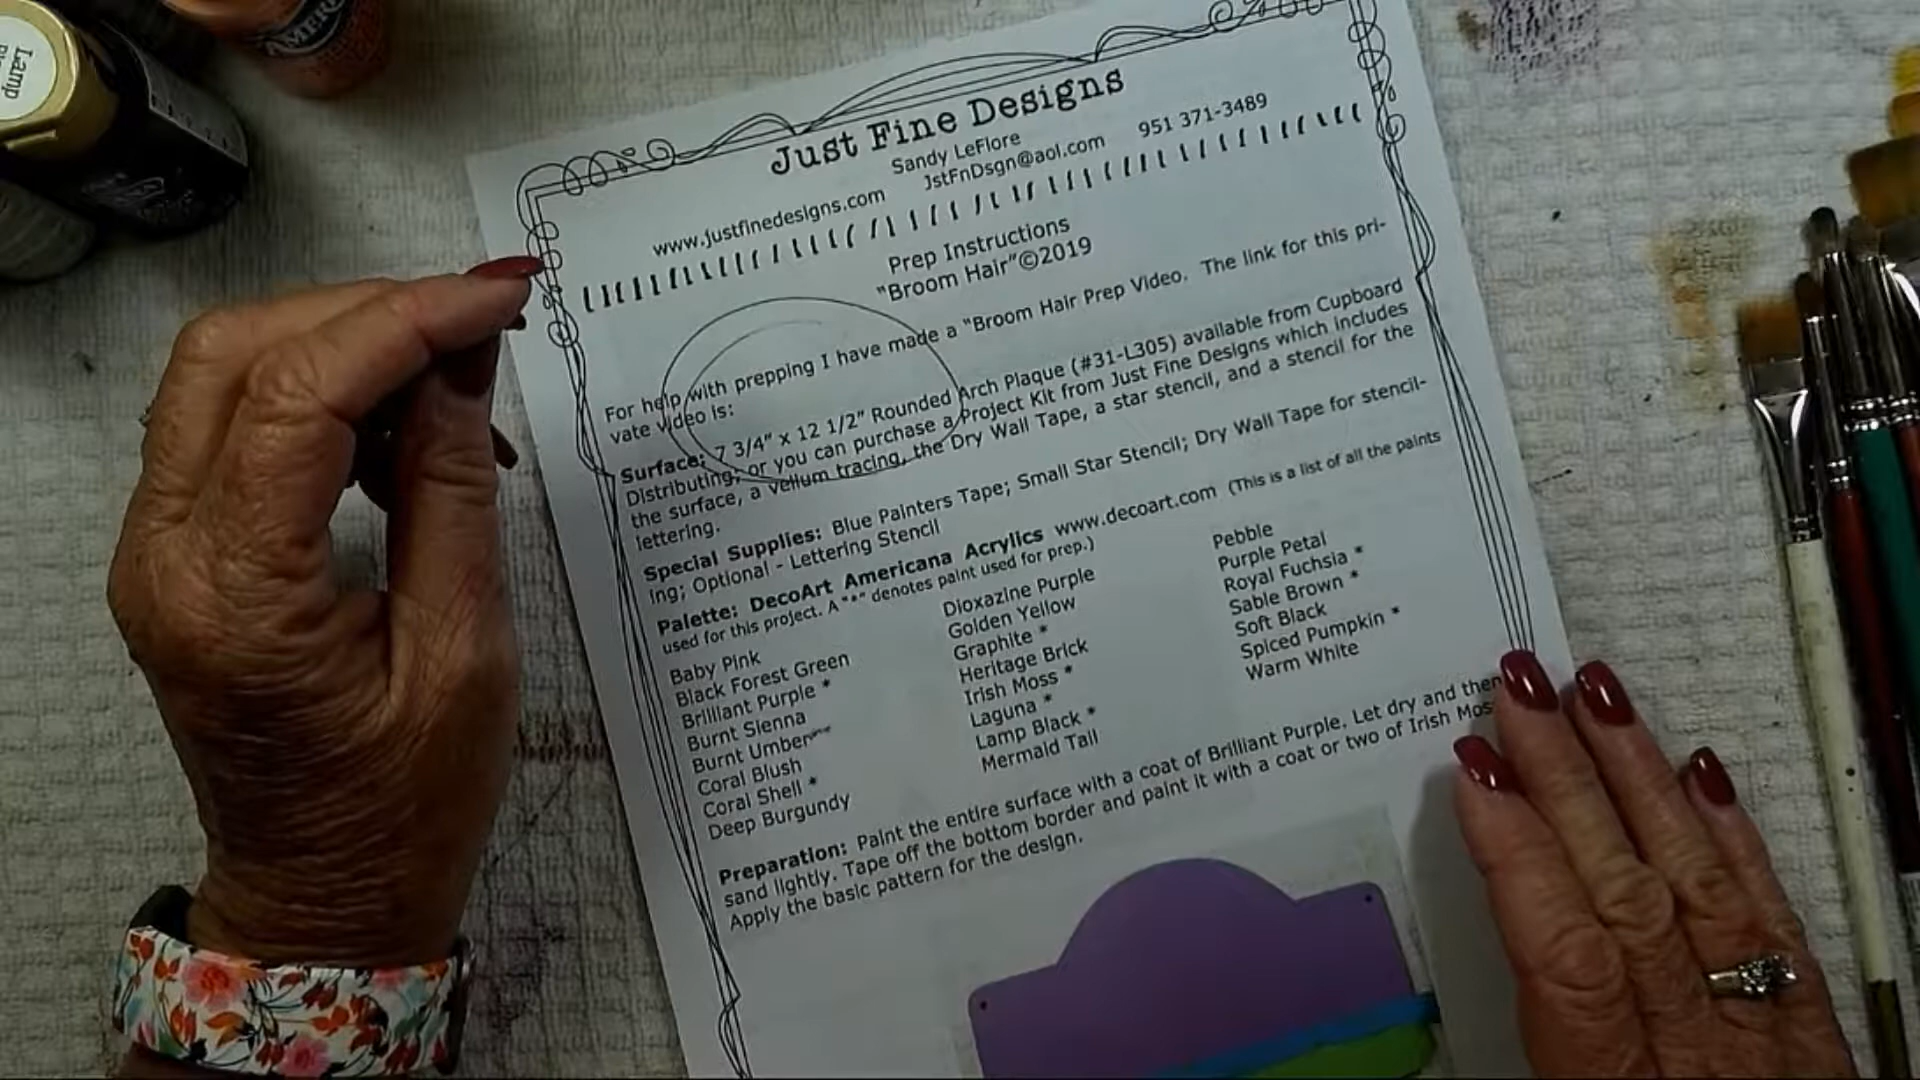 Lamp
AMERIC
Just Fine Designs
Sandy LeFlore
www.justfinedesigns.com JstFnDsgn@aol.com 951 371-3489
Prep Instructions
"Broom Hair"©2019
For help with prepping I have made a "Broom Hair Prep Video. The link for this pri-
vate video is:
Surface: 7 3/4" x 12 1/2" Rounded Arch Plaque (#31-L305) available from Cupboard
Distributing; or you can purchase a Project Kit from Just Fine Designs which includes
the surface, a vellum tracing, the Dry Wall Tape, a star stencil, and a stencil for the
lettering.
Special Supplies: Blue Painters Tape; Small Star Stencil; Dry Wall Tape for stencil-
ing; Optional - Lettering Stencil
Palette: DecoArt Americana Acrylics www.decoart.com (This is a list of all the paints
used for this project. A "*" denotes paint used for prep.)
Baby Pink
Black Forest Green
Brilliant Purple *
Burnt Sienna
Burnt Umber
Coral Blush
Coral Shell *
Deep Burgundy
Dioxazine Purple
Golden Yellow
Graphite *
Heritage Brick
Irish Moss *
Laguna *
Lamp Black *
Mermaid Tail
Pebble
Purple Petal
Royal Fuchsia *
Sable Brown *
Soft Black
Spiced Pumpkin *
Warm White
Preparation: Paint the entire surface with a coat of Brilliant Purple. Let dry and then
sand lightly. Tape off the bottom border and paint it with a coat or two of Irish Mos
Apply the basic pattern for the design.